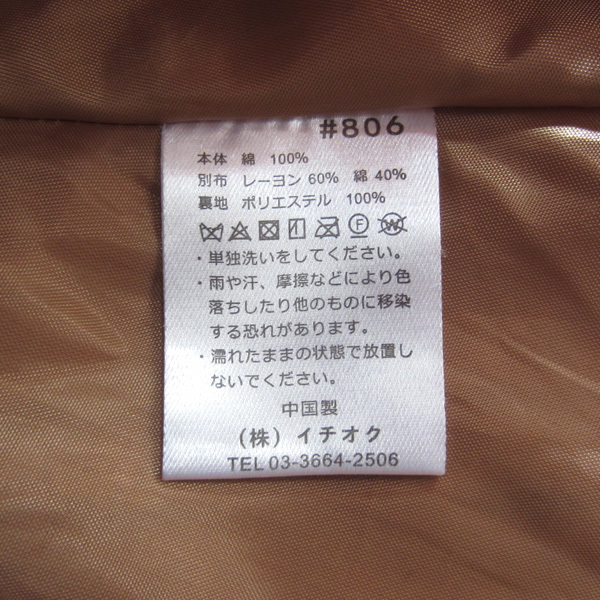 #806
本体 綿 100%
別布 レーヨン 60% 綿 40%
裏地 ポリエステル 100%
F W
・単独洗いをしてください。
・雨や汗、摩擦などにより色
落ちしたり他のものに移染
する恐れがあります。
・濡れたままの状態で放置し
ないでください。
中国製
(株)イチオク
TEL 03-3664-2506